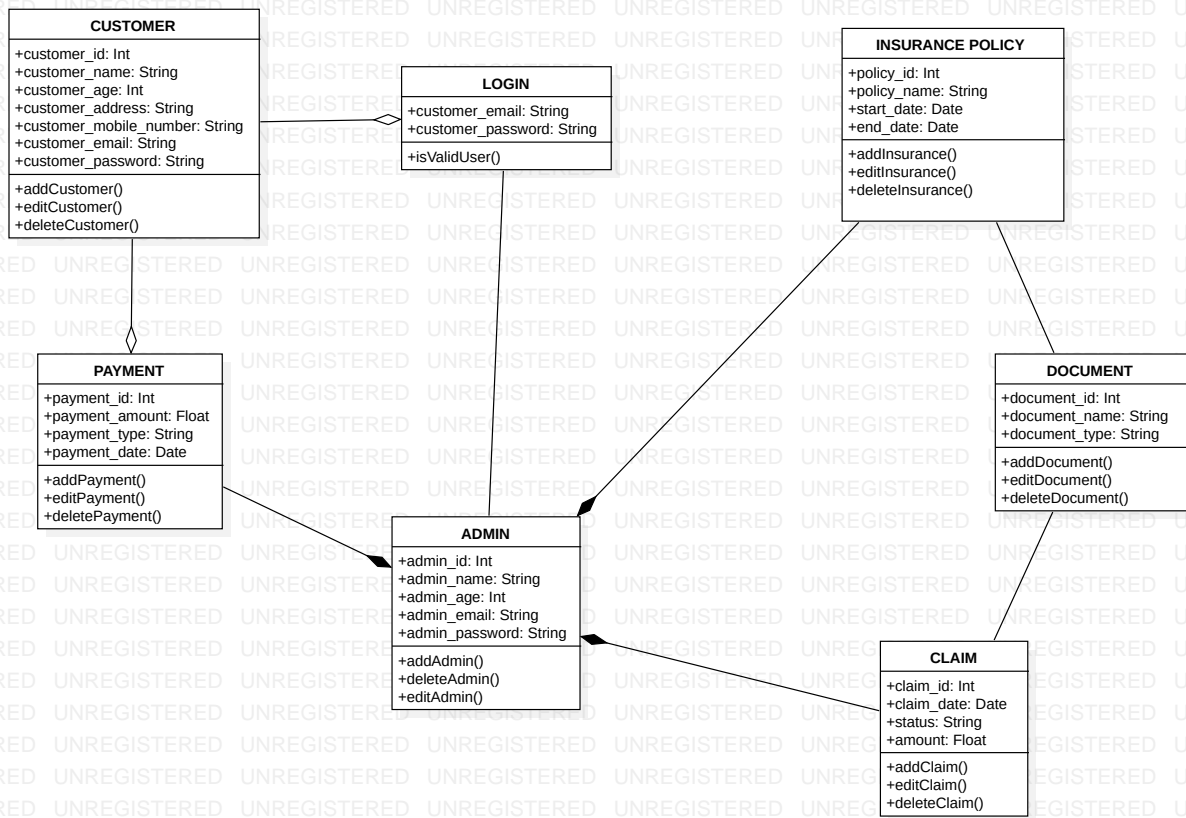 CUSTOMER
+customer_id: Int
+customer_name: String
+customer_age: Int
+customer_address: String
+customer_mobile_number: String
+customer_email: String
+customer_password: String
+addCustomer()
+editCustomer()
+deleteCustomer()
LOGIN
+customer_email: String
+customer_password: String
+isValidUser()
INSURANCE POLICY
+policy_id: Int
+policy_name: String
+start_date: Date
+end_date: Date
+addInsurance()
+editInsurance()
+deleteInsurance()
PAYMENT
+payment_id: Int
+payment_amount: Float
+payment_type: String
+payment_date: Date
+addPayment()
+editPayment()
+deletePayment()
DOCUMENT
+document_id: Int
+document_name: String
+document_type: String
+addDocument()
+editDocument()
+deleteDocument()
ADMIN
+admin_id: Int
+admin_name: String
+admin_age: Int
+admin_email: String
+admin_password: String
+addAdmin()
+deleteAdmin()
+editAdmin()
CLAIM
+claim_id: Int
+claim_date: Date
+status: String
+amount: Float
+addClaim()
+editClaim()
+deleteClaim()
UNREGISTERED